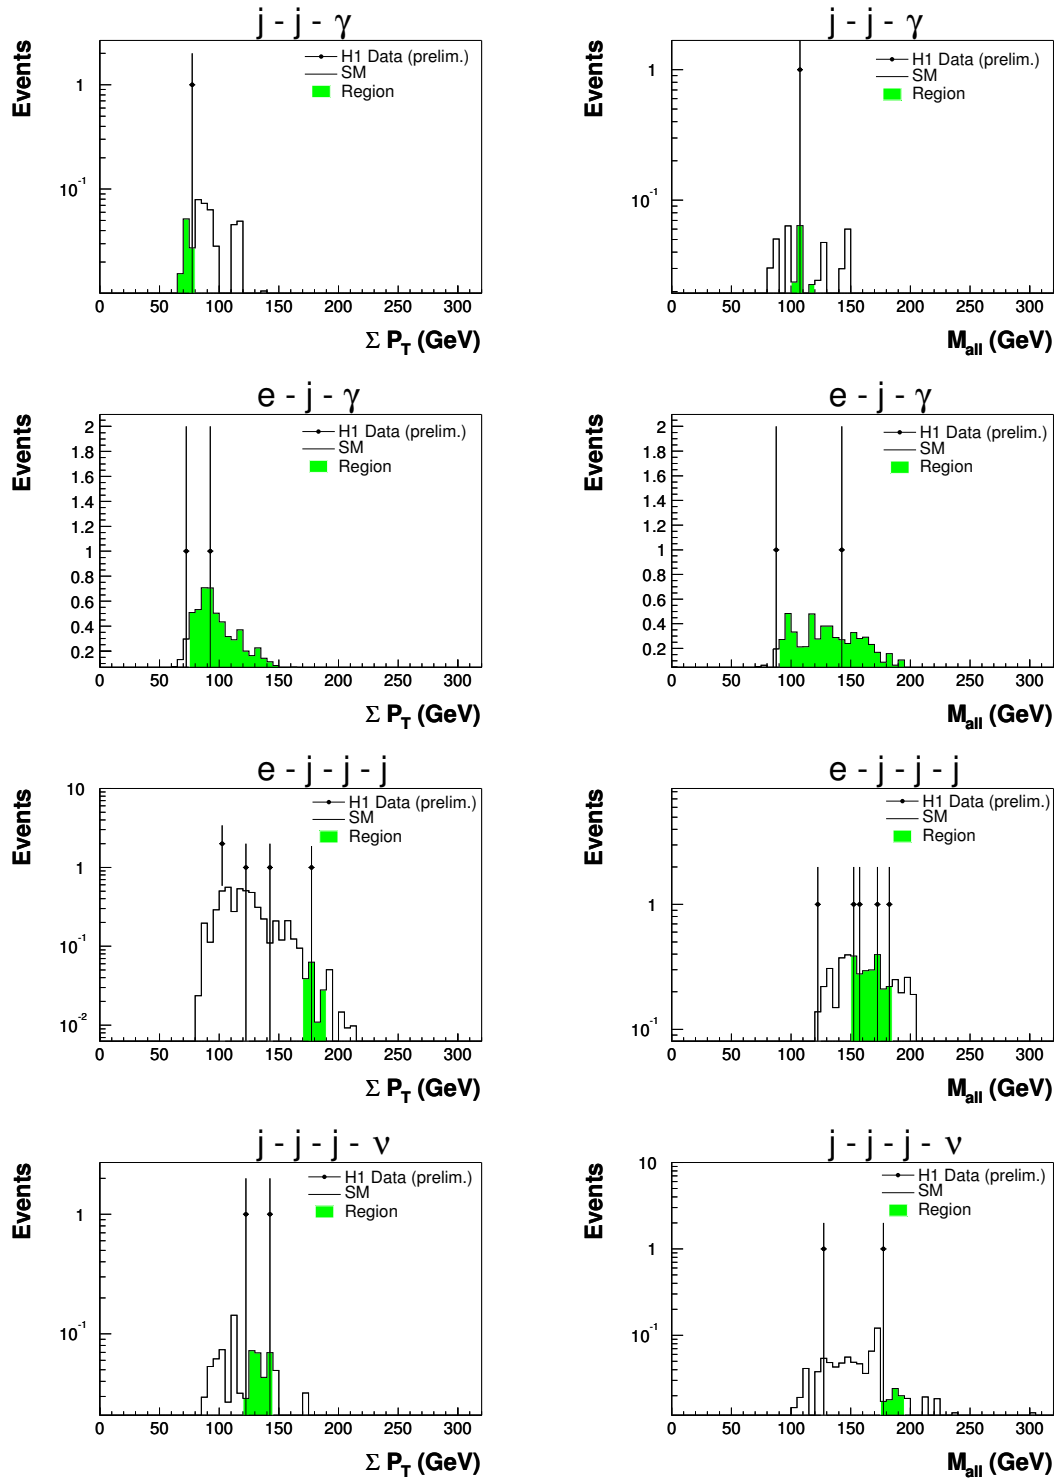 j - j - γ
Events
H1 Data (prelim.)
SM
Region
1
10⁻¹
0 50 100 150 200 250 300
Σ P_T (GeV)
j - j - γ
Events
H1 Data (prelim.)
SM
Region
1
10⁻¹
0 50 100 150 200 250 300
M_all (GeV)
e - j - γ
Events
H1 Data (prelim.)
SM
Region
2
1.8
1.6
1.4
1.2
1
0.8
0.6
0.4
0.2
0 50 100 150 200 250 300
Σ P_T (GeV)
e - j - γ
Events
H1 Data (prelim.)
SM
Region
2
1.8
1.6
1.4
1.2
1
0.8
0.6
0.4
0.2
0 50 100 150 200 250 300
M_all (GeV)
e - j - j - j
Events
H1 Data (prelim.)
SM
Region
10
1
10⁻¹
10⁻²
0 50 100 150 200 250 300
Σ P_T (GeV)
e - j - j - j
Events
H1 Data (prelim.)
SM
Region
1
10⁻¹
0 50 100 150 200 250 300
M_all (GeV)
j - j - j - ν
Events
H1 Data (prelim.)
SM
Region
1
10⁻¹
0 50 100 150 200 250 300
Σ P_T (GeV)
j - j - j - ν
Events
H1 Data (prelim.)
SM
Region
10
1
10⁻¹
0 50 100 150 200 250 300
M_all (GeV)